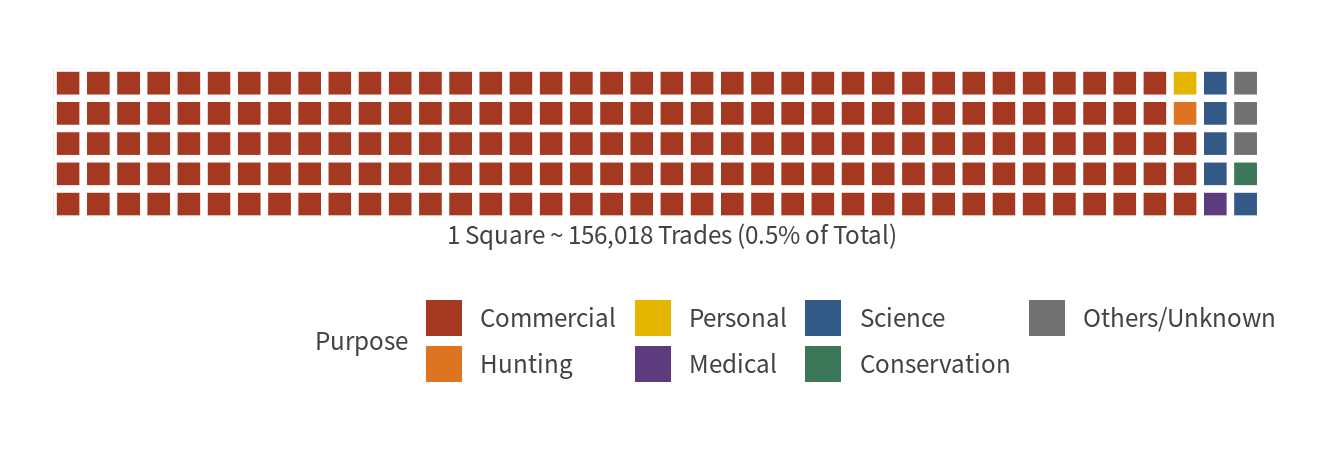 1 Square ~ 156,018 Trades (0.5% of Total)
Purpose
Commercial
Personal
Science
Others/Unknown
Hunting
Medical
Conservation